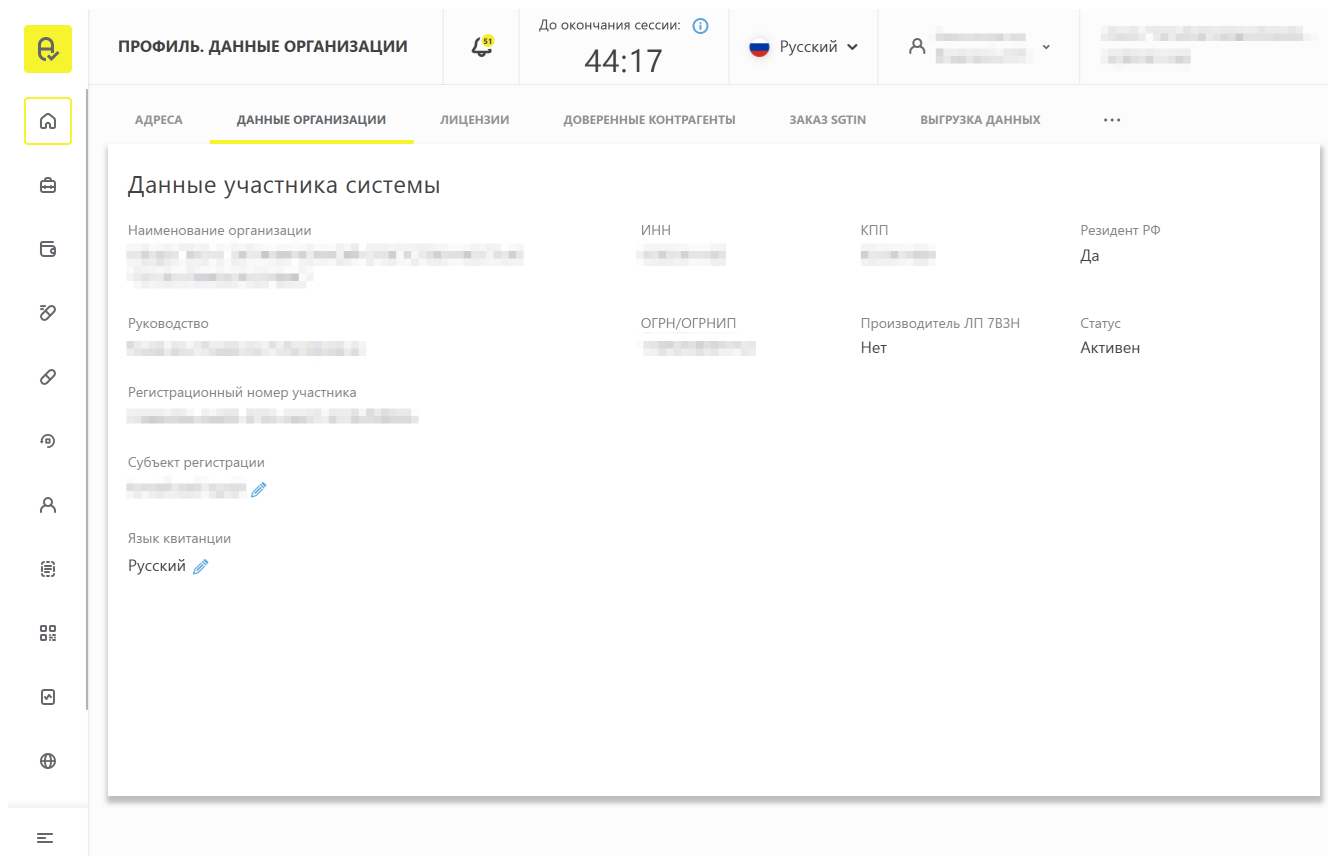 ПРОФИЛЬ. ДАННЫЕ ОРГАНИЗАЦИИ
51
До окончания сессии:
44:17
Русский
АДРЕСА
ДАННЫЕ ОРГАНИЗАЦИИ
ЛИЦЕНЗИИ
ДОВЕРЕННЫЕ КОНТРАГЕНТЫ
ЗАКАЗ SGTIN
ВЫГРУЗКА ДАННЫХ
Данные участника системы
Наименование организации
ИНН
КПП
Резидент РФ
Да
Руководство
ОГРН/ОГРНИП
Производитель ЛП 7ВЗН
Статус
Нет
Активен
Регистрационный номер участника
Субъект регистрации
Язык квитанции
Русский